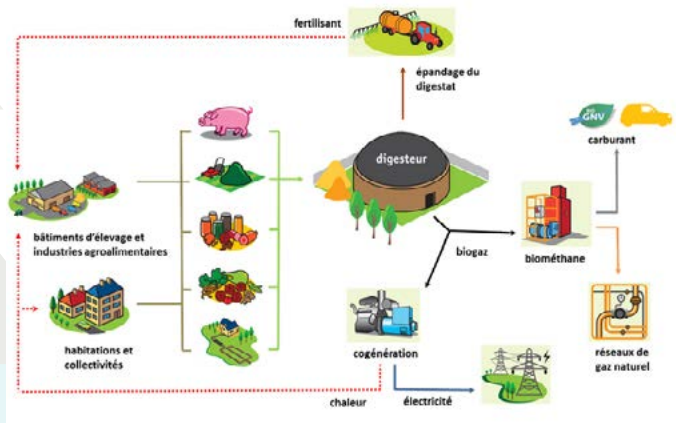 fertilisant
épandage du
digestat
digesteur
GNV
carburant
bâtiments d'élevage et
industries agroalimentaires
biogaz
biométhane
habitations et
collectivités
cogénération
réseaux de
gaz naturel
chaleur
électricité